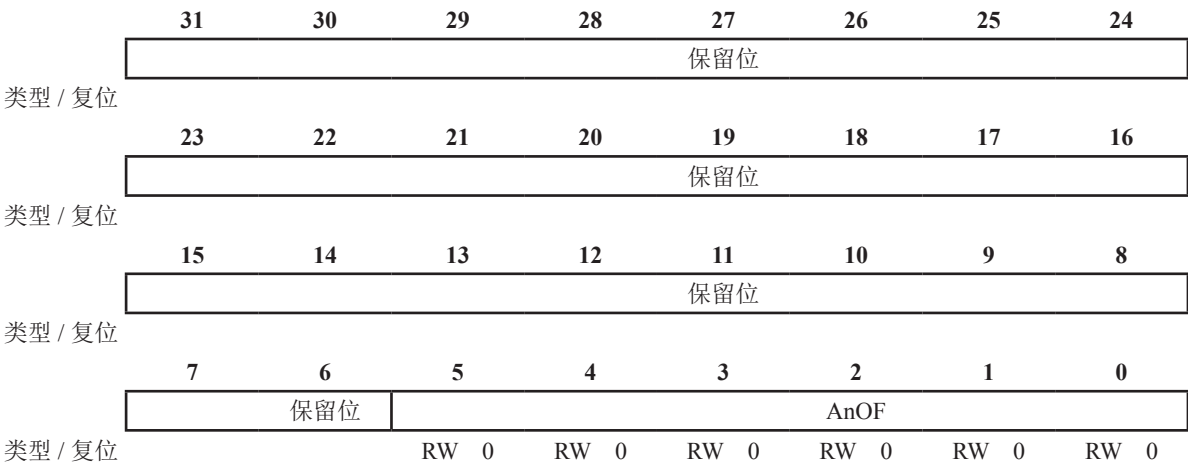 31 30 29 28 27 26 25 24
保留位
类型 / 复位
23 22 21 20 19 18 17 16
保留位
类型 / 复位
15 14 13 12 11 10 9 8
保留位
类型 / 复位
7 6 5 4 3 2 1 0
保留位 AnOF
类型 / 复位 RW 0 RW 0 RW 0 RW 0 RW 0 RW 0